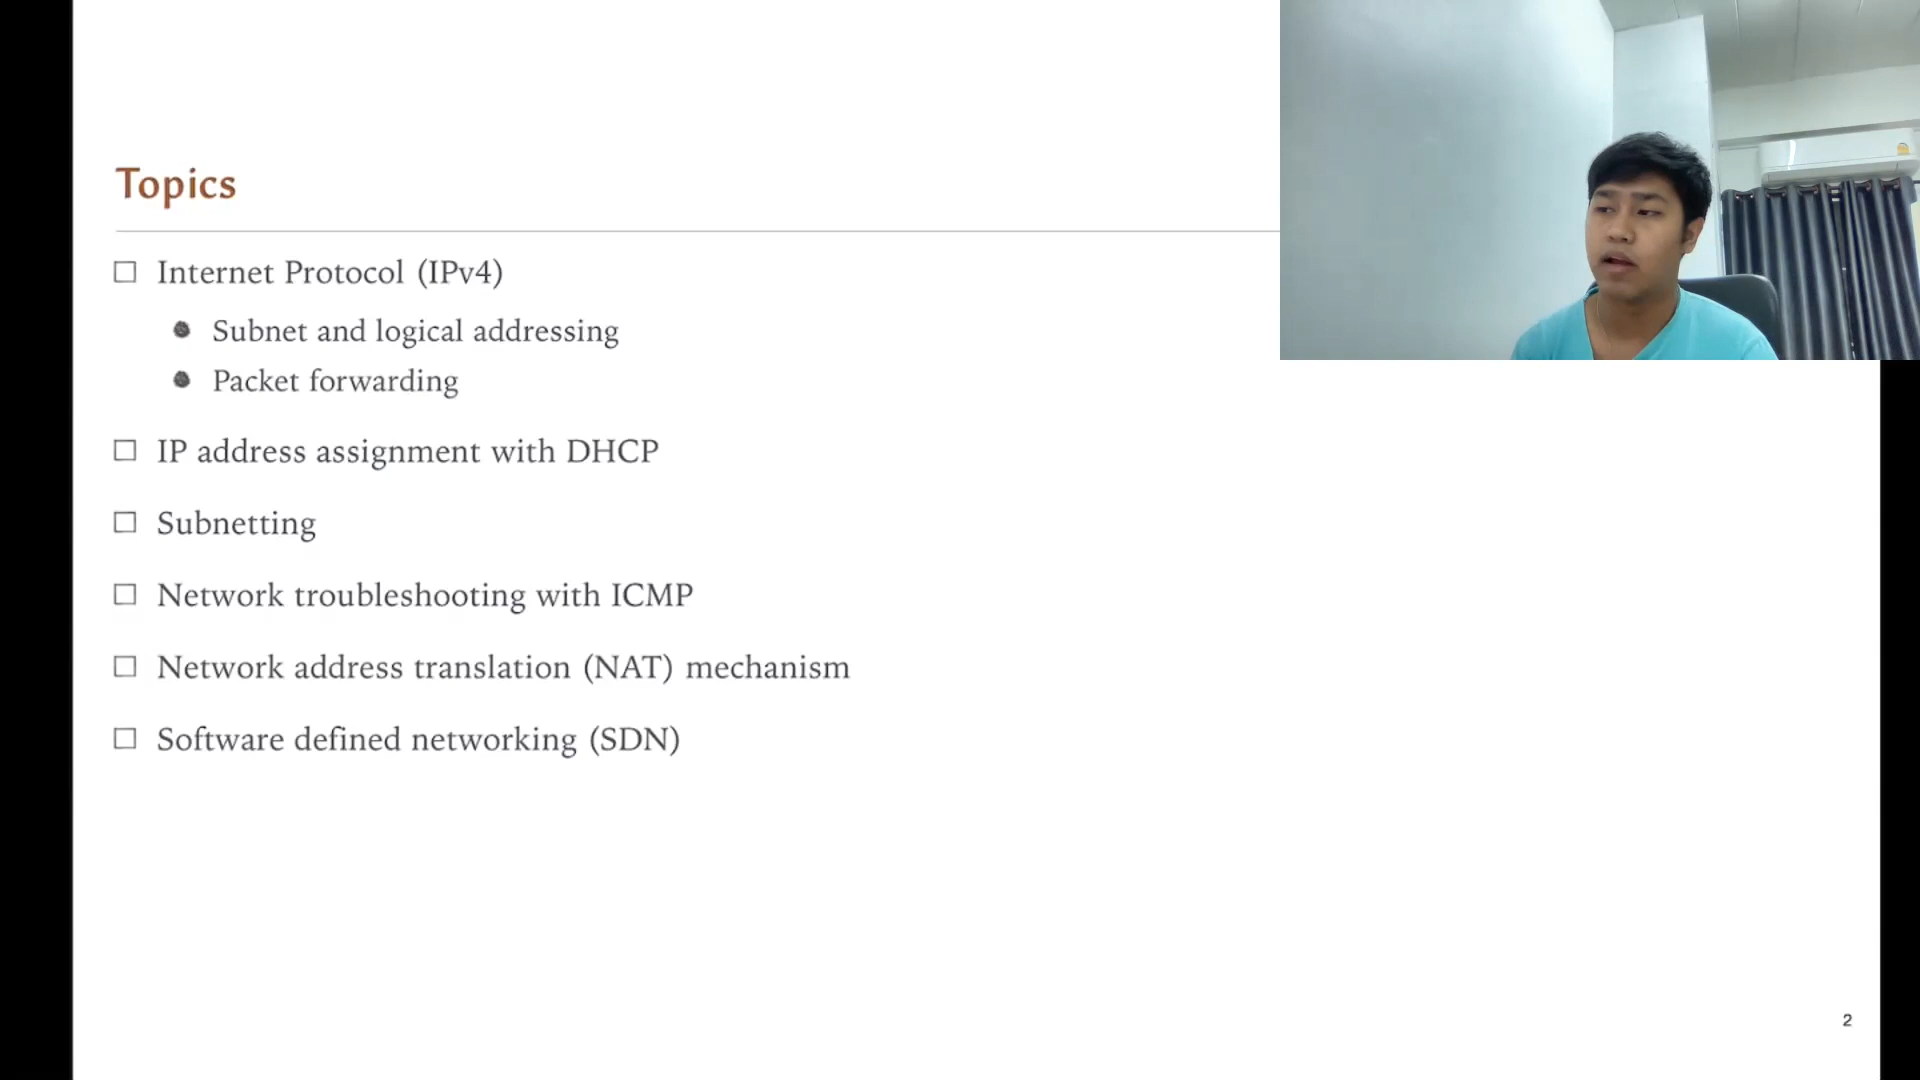 Topics
Internet Protocol (IPv4)
Subnet and logical addressing
Packet forwarding
IP address assignment with DHCP
Subnetting
Network troubleshooting with ICMP
Network address translation (NAT) mechanism
Software defined networking (SDN)
2